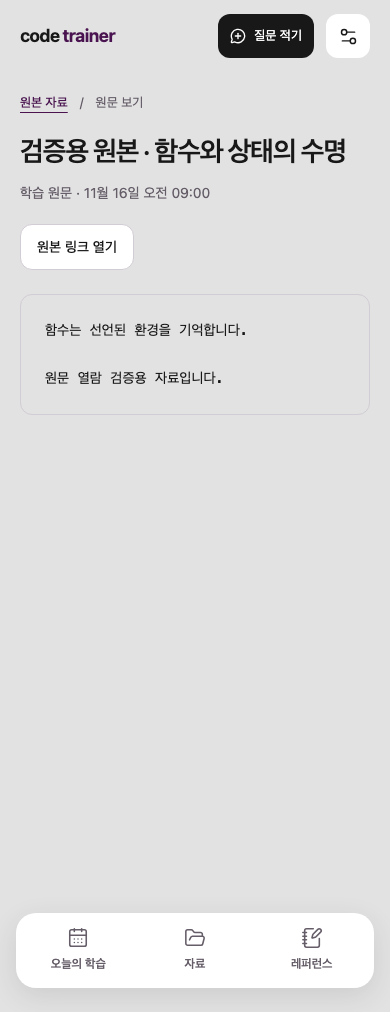 code trainer
질문 적기
원본 자료 / 원문 보기
검증용 원본 · 함수와 상태의 수명
학습 원문 · 11월 16일 오전 09:00
원본 링크 열기
함수는 선언된 환경을 기억합니다.
원문 열람 검증용 자료입니다.
오늘의 학습
자료
레퍼런스